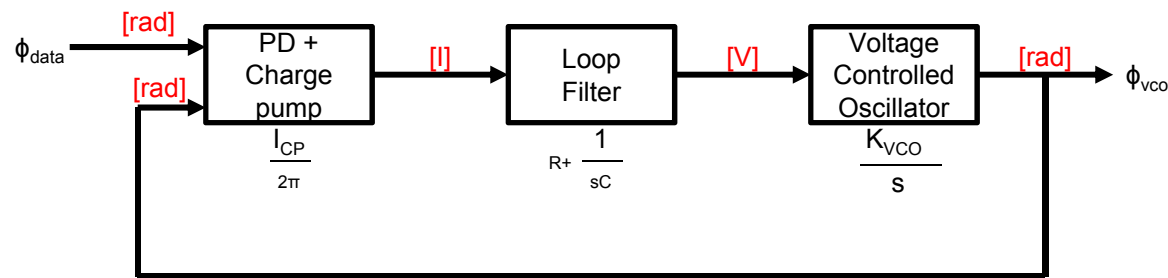 [rad]
ϕdata
[rad]
PD +
Charge
pump
ICP
2π
[I]
Loop
Filter
R+ 1
sC
[V]
Voltage
Controlled
Oscillator
KVCO
s
[rad]
ϕvco